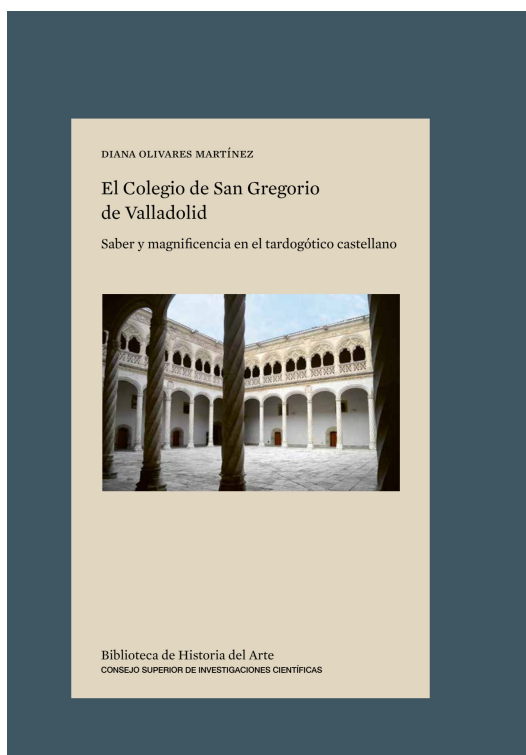 DIANA OLIVARES MARTÍNEZ
El Colegio de San Gregorio
de Valladolid
Saber y magnificencia en el tardogótico castellano
Biblioteca de Historia del Arte
CONSEJO SUPERIOR DE INVESTIGACIONES CIENTÍFICAS